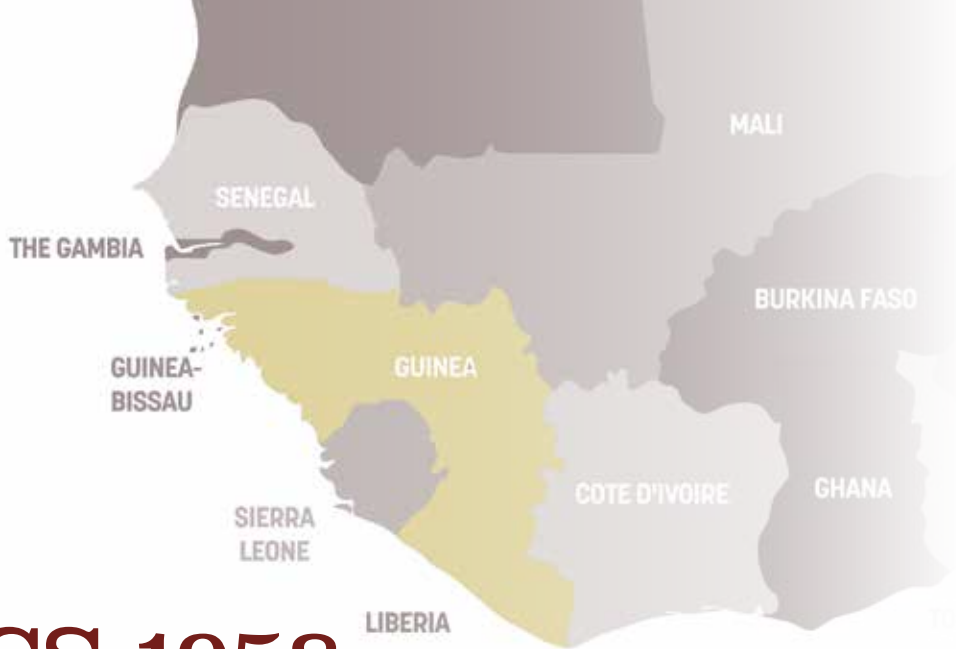 MALI
SENEGAL
THE GAMBIA
BURKINA FASO
GUINEA-
BISSAU
GUINEA
COTE D'IVOIRE
GHANA
SIERRA
LEONE
LIBERIA